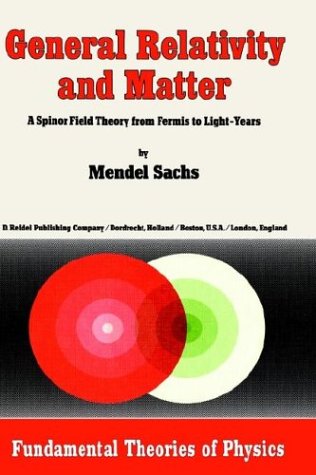 General Relativity
and Matter
A Spinor Field Theory from Fermis to Light-Years
by
Mendel Sachs
D. Reidel Publishing Company / Dordrecht, Holland / Boston, U.S.A. / London, England
Fundamental Theories of Physics